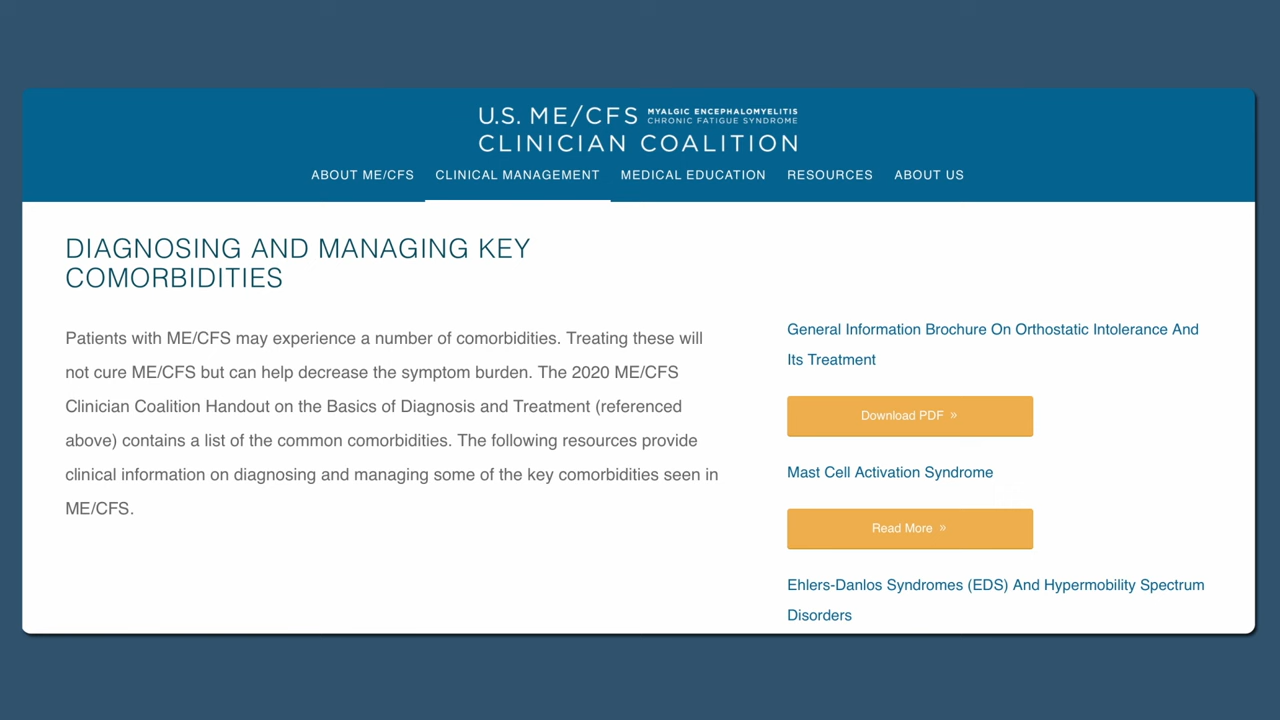 U.S. ME/CFS MYALGIC ENCEPHALOMYELITIS
CHRONIC FATIGUE SYNDROME
CLINICIAN COALITION
ABOUT ME/CFS CLINICAL MANAGEMENT MEDICAL EDUCATION RESOURCES ABOUT US
DIAGNOSING AND MANAGING KEY
COMORBIDITIES
Patients with ME/CFS may experience a number of comorbidities. Treating these will
not cure ME/CFS but can help decrease the symptom burden. The 2020 ME/CFS
Clinician Coalition Handout on the Basics of Diagnosis and Treatment (referenced
above) contains a list of the common comorbidities. The following resources provide
clinical information on diagnosing and managing some of the key comorbidities seen in
ME/CFS.
General Information Brochure On Orthostatic Intolerance And
Its Treatment
Download PDF »
Mast Cell Activation Syndrome
Read More »
Ehlers-Danlos Syndromes (EDS) And Hypermobility Spectrum
Disorders